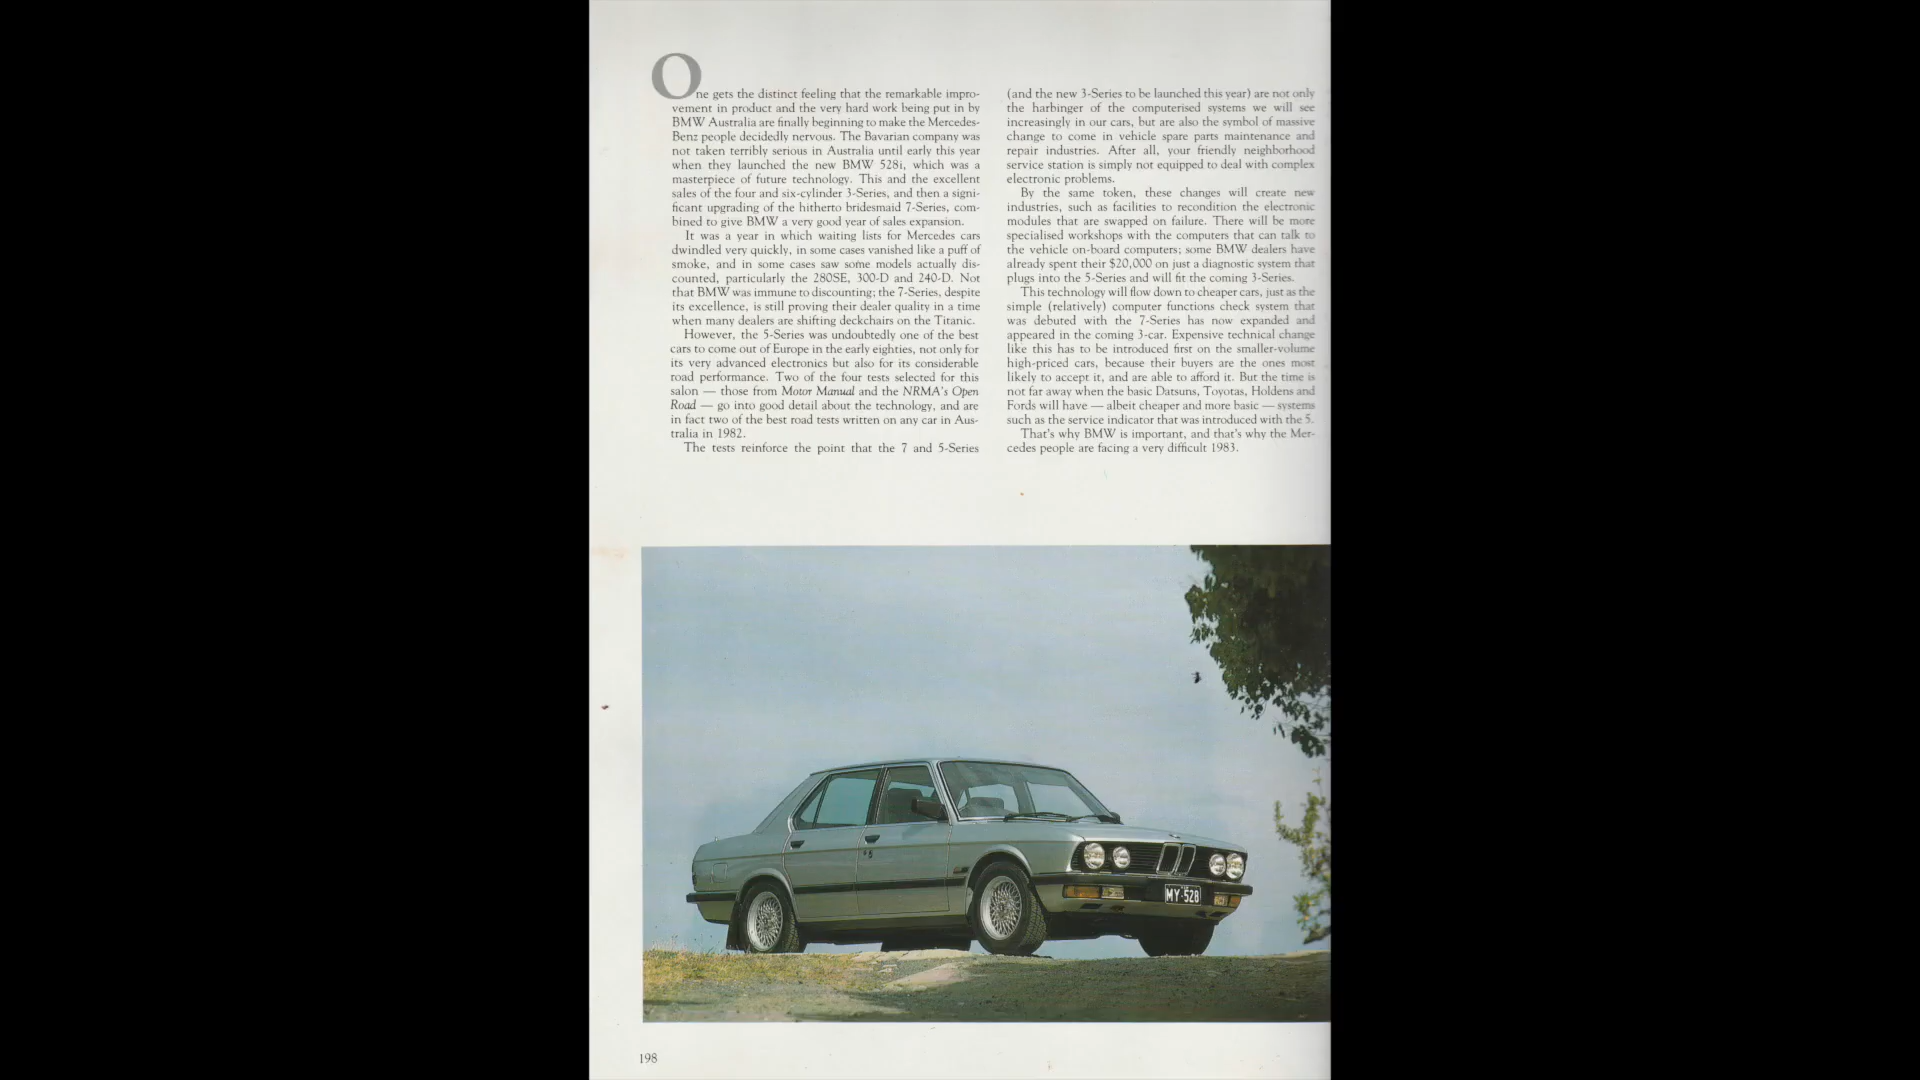 One gets the distinct feeling that the remarkable impro-
vement in product and the very hard work being put in by
BMW Australia are finally beginning to make the Mercedes-
Benz people decidedly nervous. The Bavarian company was
not taken terribly serious in Australia until early this year
when they launched the new BMW 528i, which was a
masterpiece of future technology. This and the excellent
sales of the four and six-cylinder 3-Series, and then a signi-
ficant upgrading of the hitherto bridesmaid 7-Series, com-
bined to give BMW a very good year of sales expansion.
It was a year in which waiting lists for Mercedes cars
dwindled very quickly, in some cases vanished like a puff of
smoke, and in some cases saw some models actually dis-
counted, particularly the 280SE, 300-D and 240-D. Not
that BMW was immune to discounting; the 7-Series, despite
its excellence, is still proving their dealer quality in a time
when many dealers are shifting deckchairs on the Titanic.
However, the 5-Series was undoubtedly one of the best
cars to come out of Europe in the early eighties, not only for
its very advanced electronics but also for its considerable
road performance. Two of the four tests selected for this
salon — those from Motor Manual and the NRMA's Open
Road — go into good detail about the technology, and are
in fact two of the best road tests written on any car in Aus-
tralia in 1982.
The tests reinforce the point that the 7 and 5-Series
(and the new 3-Series to be launched this year) are not only
the harbinger of the computerised systems we will see
increasingly in our cars, but are also the symbol of massive
change to come in vehicle spare parts maintenance and
repair industries. After all, your friendly neighborhood
service station is simply not equipped to deal with complex
electronic problems.
By the same token, these changes will create new
industries, such as facilities to recondition the electronic
modules that are swapped on failure. There will be more
specialised workshops with the computers that can talk to
the vehicle on-board computers; some BMW dealers have
already spent their $20,000 on just a diagnostic system that
plugs into the 5-Series and will fit the coming 3-Series.
This technology will flow down to cheaper cars, just as the
simple (relatively) computer functions check system that
was debuted with the 7-Series has now expanded and
appeared in the coming 3-car. Expensive technical change
like this has to be introduced first on the smaller-volume
high-priced cars, because their buyers are the ones most
likely to accept it, and are able to afford it. But the time is
not far away when the basic Datsuns, Toyotas, Holdens and
Fords will have — albeit cheaper and more basic — systems
such as the service indicator that was introduced with the 5.
That's why BMW is important, and that's why the Mer-
cedes people are facing a very difficult 1983.
MY·528
198